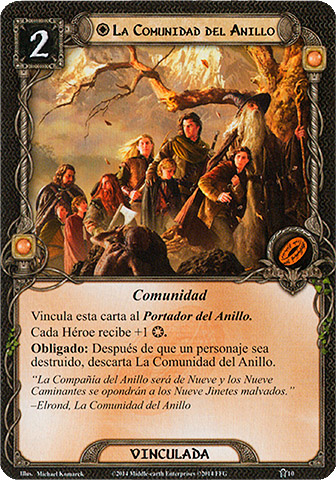 2
La Comunidad del Anillo
Comunidad
Vincula esta carta al Portador del Anillo.
Cada Héroe recibe +1 .
Obligado: Después de que un personaje sea
destruido, descarta La Comunidad del Anillo.
“La Compañía del Anillo será de Nueve y los Nueve
Caminantes se opondrán a los Nueve Jinetes malvados.”
–Elrond, La Comunidad del Anillo
VINCULADA
Illus. Michael Komarck
©2014 Middle-earth Enterprises ©2014 FFG
10